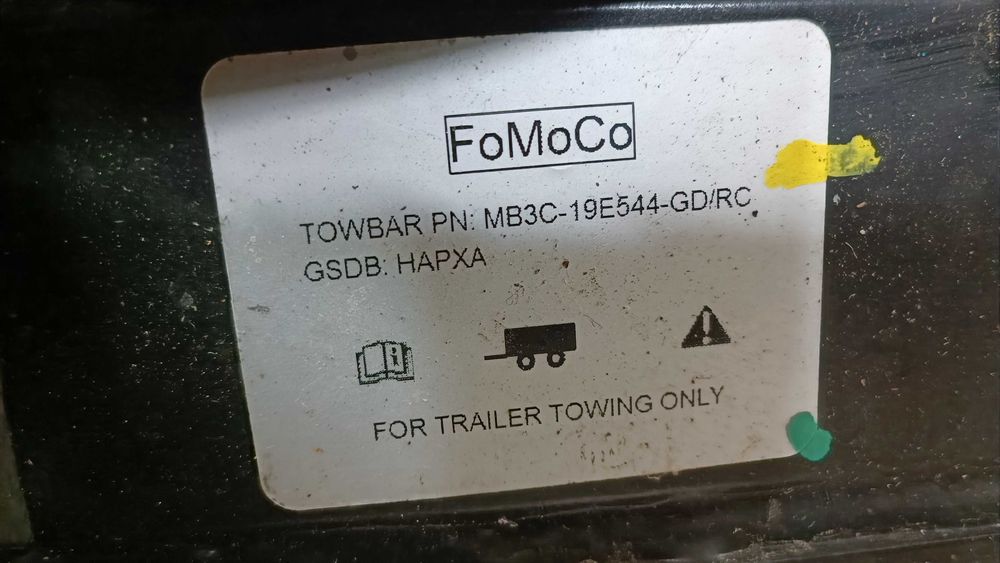 FoMoCo
TOWBAR PN: MB3C-19E544-GD/RC
GSDB: HAPXA
FOR TRAILER TOWING ONLY